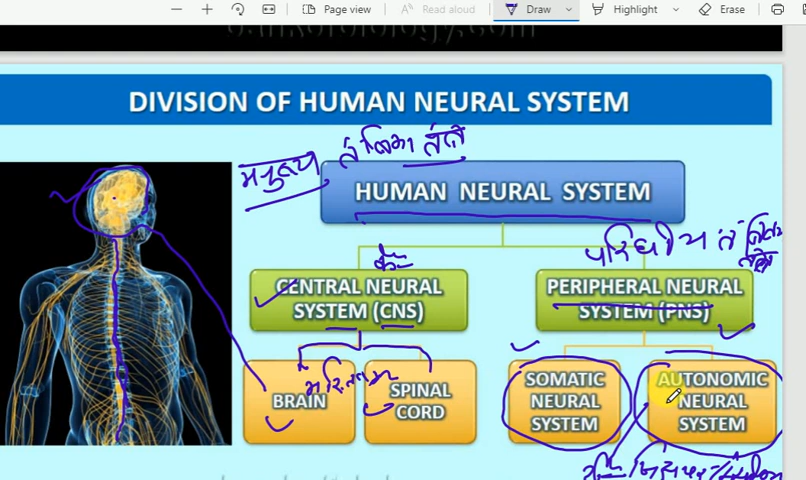 Page view Read aloud Draw Highlight Erase
DIVISION OF HUMAN NEURAL SYSTEM
मनुष्य तंत्रिका तंत्र
HUMAN NEURAL SYSTEM
परिधीय
CENTRAL NEURAL
SYSTEM (CNS)
PERIPHERAL NEURAL
SYSTEM (PNS)
BRAIN
मस्तिष्क
SPINAL
CORD
SOMATIC
NEURAL
SYSTEM
AUTONOMIC
NEURAL
SYSTEM